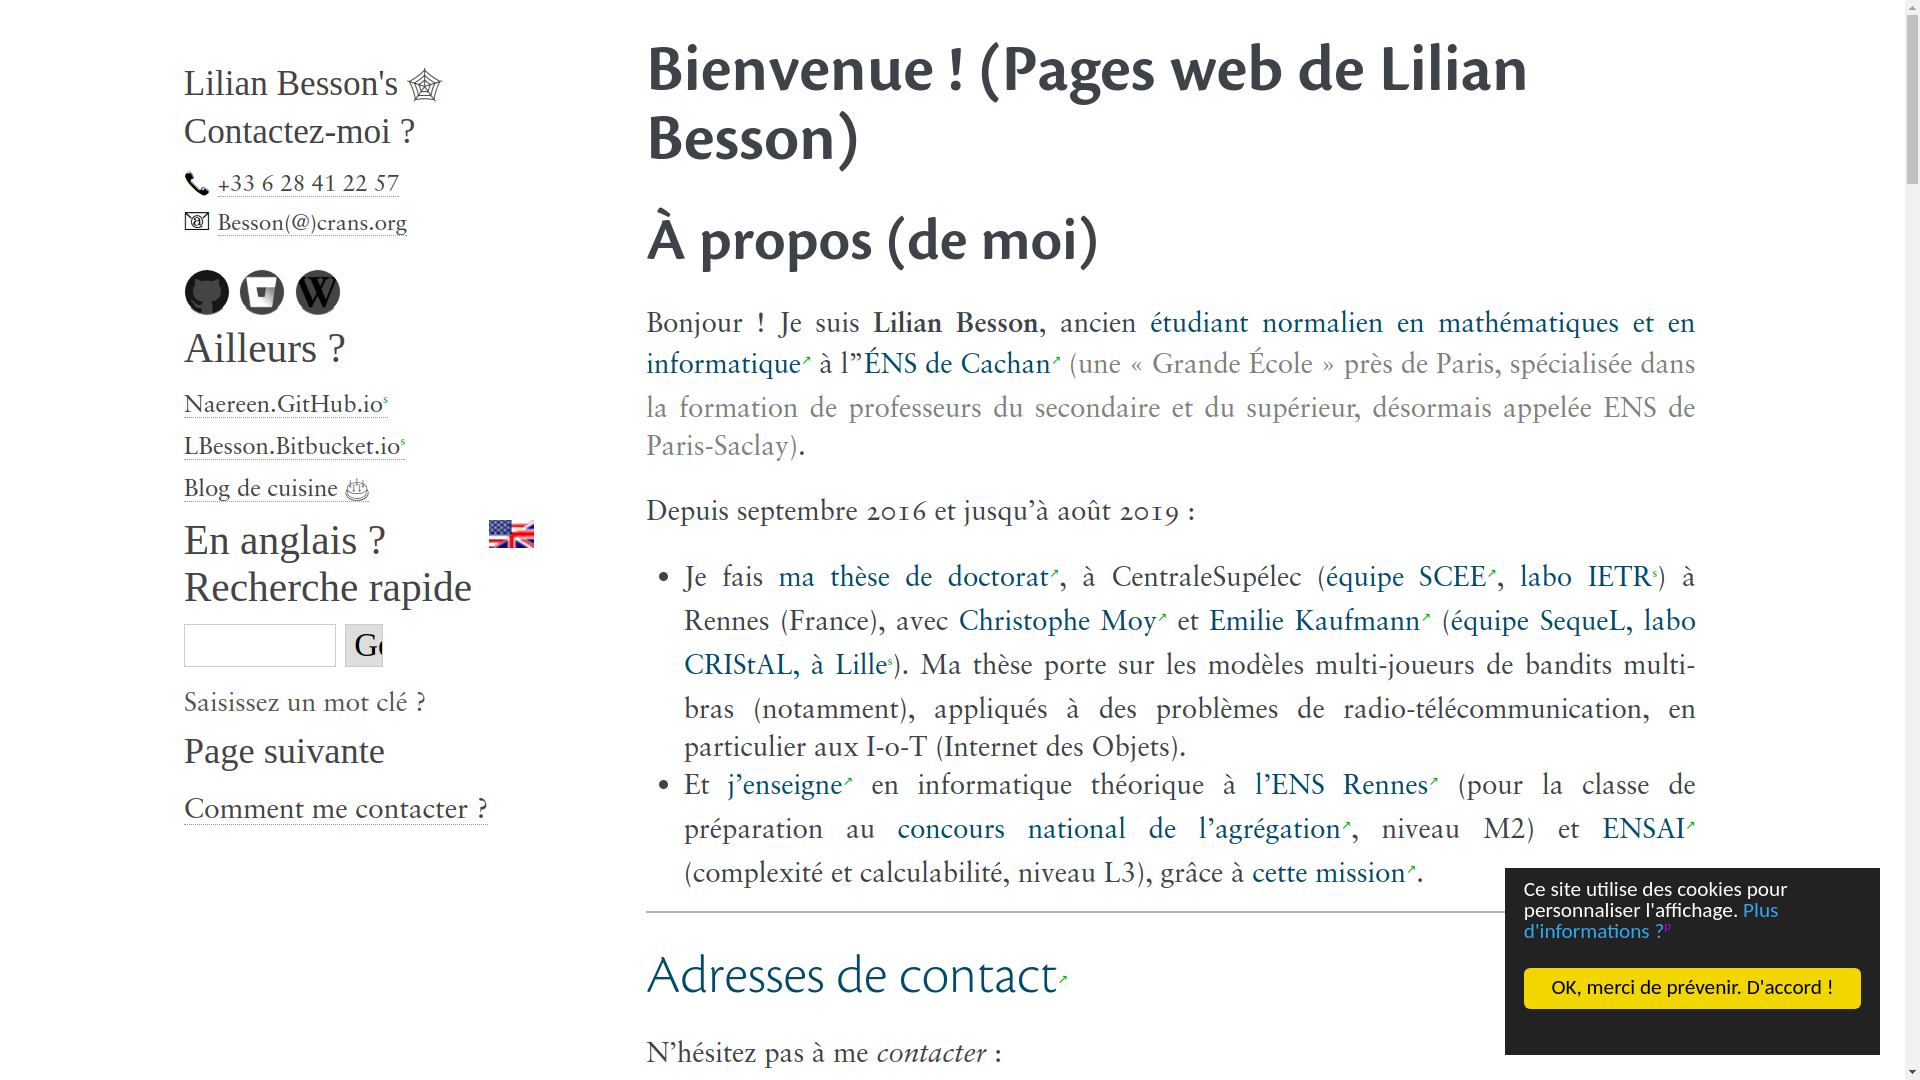 Lilian Besson's 🕸
Contactez-moi ?
+33 6 28 41 22 57
Besson(@)crans.org
Ailleurs ?
Naereen.GitHub.io s
LBesson.Bitbucket.io s
Blog de cuisine 🎂
En anglais ?
Recherche rapide
Saisissez un mot clé ?
Page suivante
Comment me contacter ?
Bienvenue ! (Pages web de Lilian
Besson)
À propos (de moi)
Bonjour ! Je suis Lilian Besson, ancien étudiant normalien en mathématiques et en
informatique↗ à l’’ÉNS de Cachan↗ (une « Grande École » près de Paris, spécialisée dans
la formation de professeurs du secondaire et du supérieur, désormais appelée ENS de
Paris-Saclay).
Depuis septembre 2016 et jusqu’à août 2019 :
• Je fais ma thèse de doctorat↗, à CentraleSupélec (équipe SCEE↗, labo IETR s) à
Rennes (France), avec Christophe Moy↗ et Emilie Kaufmann↗ (équipe SequeL, labo
CRIStAL, à Lille s). Ma thèse porte sur les modèles multi-joueurs de bandits multi-
bras (notamment), appliqués à des problèmes de radio-télécommunication, en
particulier aux I-o-T (Internet des Objets).
• Et j’enseigne↗ en informatique théorique à l’ENS Rennes↗ (pour la classe de
préparation au concours national de l’agrégation↗, niveau M2) et ENSAI↗
(complexité et calculabilité, niveau L3), grâce à cette mission↗.
Adresses de contact↗
N’hésitez pas à me contacter :
Ce site utilise des cookies pour
personnaliser l'affichage. Plus
d'informations ? p
OK, merci de prévenir. D'accord !